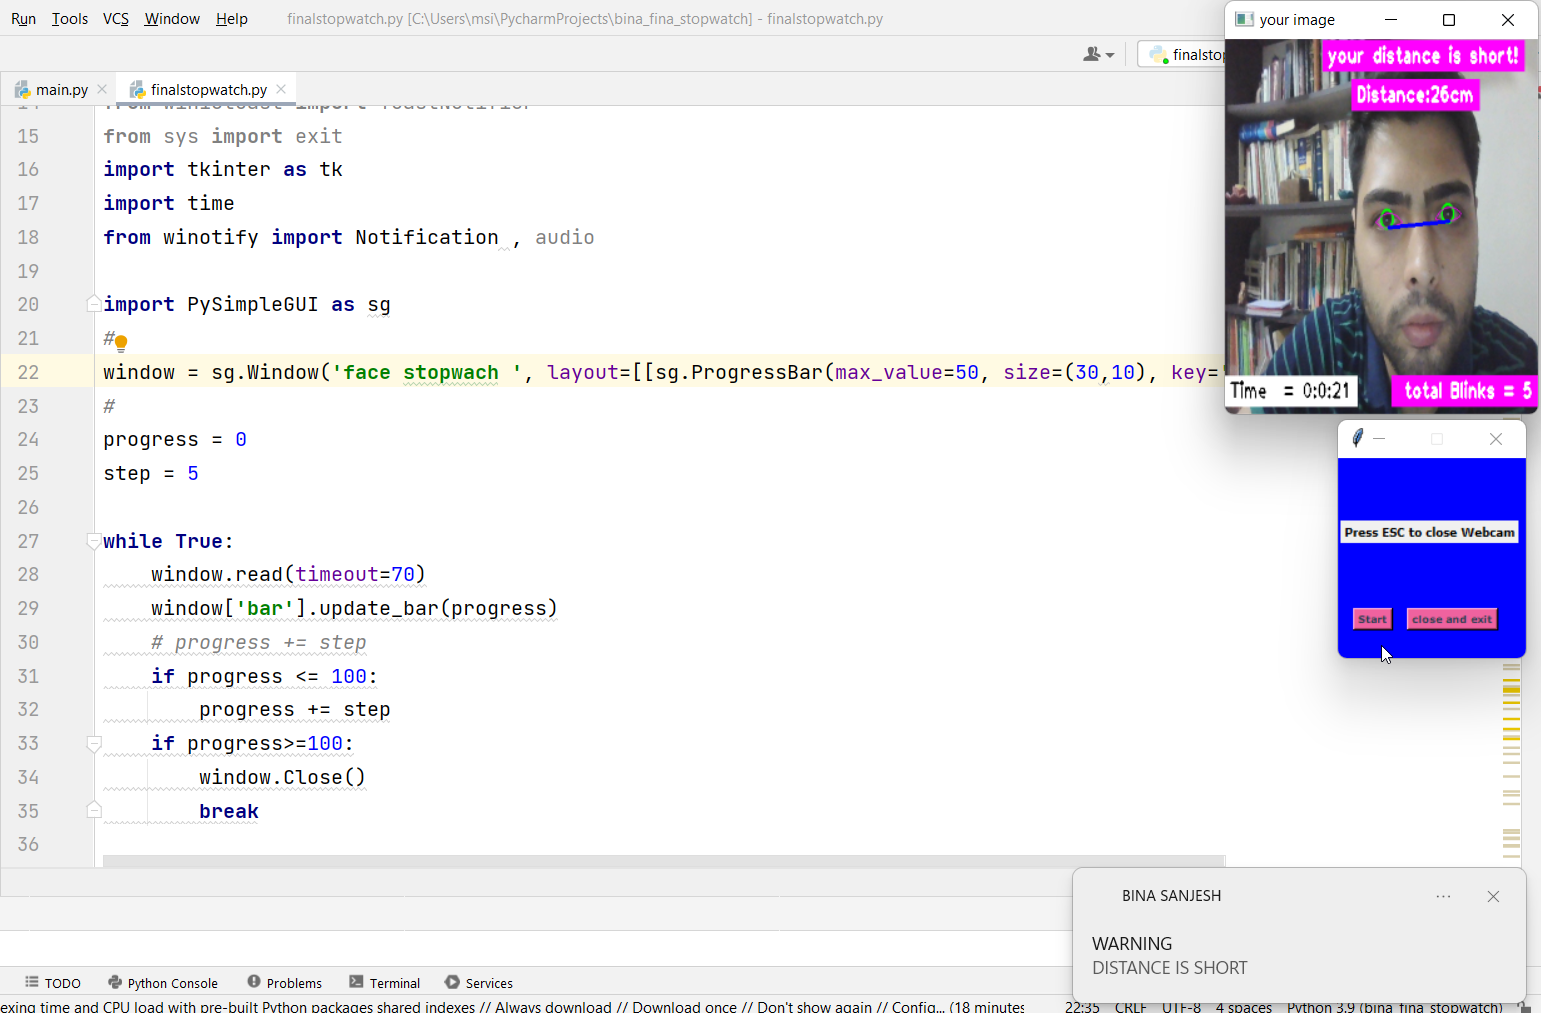 Run Tools VCS Window Help finalstopwatch.py [C:\Users\msi\PycharmProjects\bina_fina_stopwatch] - finalstopwatch.py
main.py finalstopwatch.py
15 from sys import exit
16 import tkinter as tk
17 import time
18 from winotify import Notification , audio
19
20 import PySimpleGUI as sg
21 #
22 window = sg.Window('face stopwach ', layout=[[sg.ProgressBar(max_value=50, size=(30,10), key='
23 #
24 progress = 0
25 step = 5
26
27 while True:
28 window.read(timeout=70)
29 window['bar'].update_bar(progress)
30 # progress += step
31 if progress <= 100:
32 progress += step
33 if progress>=100:
34 window.Close()
35 break
36
your image
your distance is short!
Distance:26cm
Time = 0:0:21 total Blinks = 5
Press ESC to close Webcam
Start close and exit
BINA SANJESH
WARNING
DISTANCE IS SHORT
TODO Python Console Problems Terminal Services
exing time and CPU load with pre-built Python packages shared indexes // Always download // Download once // Don't show again // Config... (18 minutes 22:35 CRLF UTF-8 4 spaces Python 3.9 (bina_fina_stopwatch)